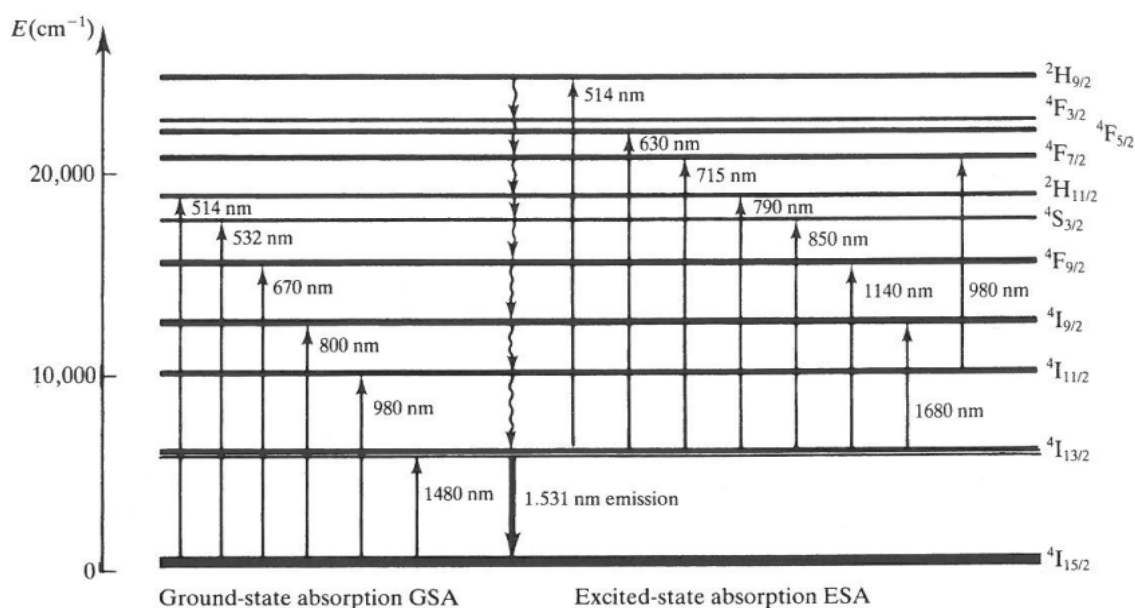 E(cm⁻¹)
²H₉/₂
514 nm
⁴F₃/₂
630 nm
⁴F₅/₂
⁴F₇/₂
20,000
715 nm
²H₁₁/₂
514 nm
790 nm
⁴S₃/₂
532 nm
850 nm
⁴F₉/₂
670 nm
1140 nm
980 nm
⁴I₉/₂
800 nm
10,000
⁴I₁₁/₂
980 nm
1680 nm
⁴I₁₃/₂
1480 nm
1.531 nm emission
0
⁴I₁₅/₂
Ground-state absorption GSA
Excited-state absorption ESA